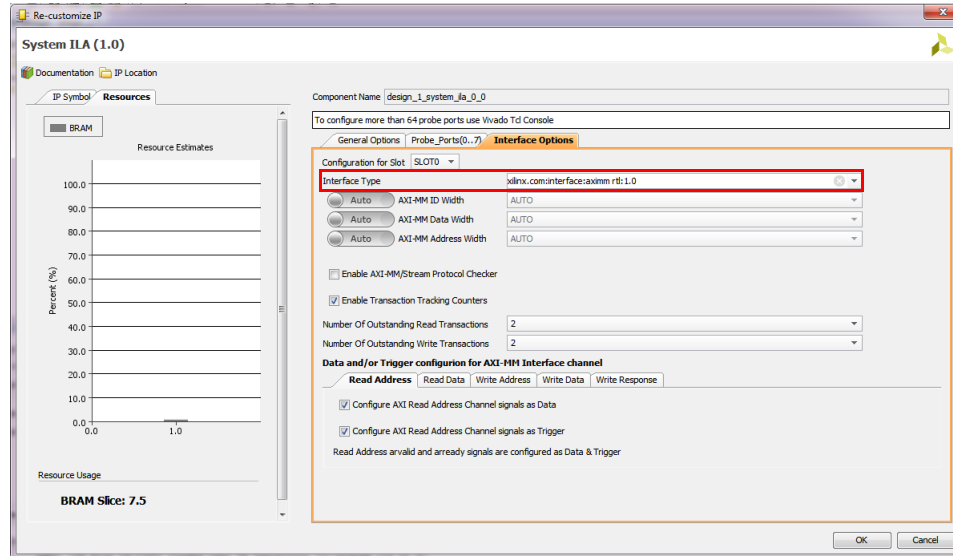 Re-customize IP
System ILA (1.0)
Documentation IP Location
IP Symbol Resources
BRAM
Resource Estimates
Percent (%)
100.0
90.0
80.0
70.0
60.0
50.0
40.0
30.0
20.0
10.0
0.0
0.0 1.0
Resource Usage
BRAM Slice: 7.5
Component Name design_1_system_ila_0_0
To configure more than 64 probe ports use Vivado Tcl Console
General Options Probe_Ports(0..7) Interface Options
Configuration for Slot SLOT0
Interface Type xilinx.com:interface:aximm rtl:1.0
Auto AXI-MM ID Width AUTO
Auto AXI-MM Data Width AUTO
Auto AXI-MM Address Width AUTO
Enable AXI-MM/Stream Protocol Checker
Enable Transaction Tracking Counters
Number Of Outstanding Read Transactions 2
Number Of Outstanding Write Transactions 2
Data and/or Trigger configurion for AXI-MM Interface channel
Read Address Read Data Write Address Write Data Write Response
Configure AXI Read Address Channel signals as Data
Configure AXI Read Address Channel signals as Trigger
Read Address arvalid and arready signals are configured as Data & Trigger
OK Cancel